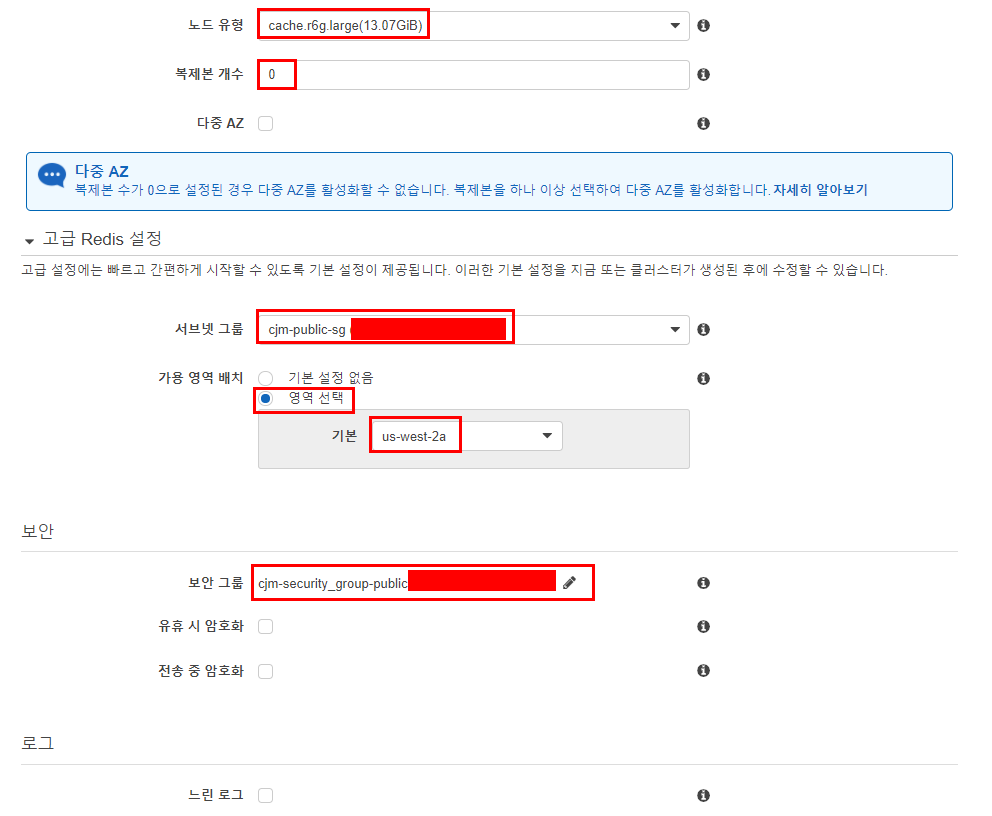 노드 유형 cache.r6g.large(13.07GiB)
복제본 개수 0
다중 AZ
다중 AZ
복제본 수가 0으로 설정된 경우 다중 AZ를 활성화할 수 없습니다. 복제본을 하나 이상 선택하여 다중 AZ를 활성화합니다. 자세히 알아보기
고급 Redis 설정
고급 설정에는 빠르고 간편하게 시작할 수 있도록 기본 설정이 제공됩니다. 이러한 기본 설정을 지금 또는 클러스터가 생성된 후에 수정할 수 있습니다.
서브넷 그룹 cjm-public-sg (
가용 영역 배치 기본 설정 없음
영역 선택
기본 us-west-2a
보안
보안 그룹 cjm-security_group-public
유휴 시 암호화
전송 중 암호화
로그
느린 로그